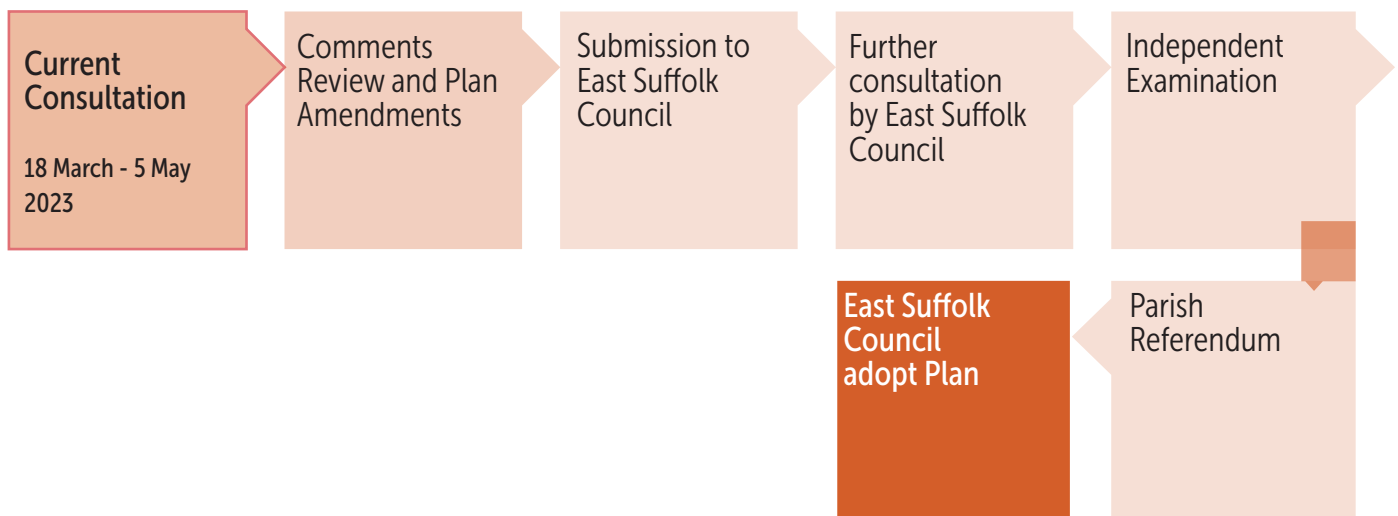 Current
Consultation
18 March - 5 May
2023
Comments
Review and Plan
Amendments
Submission to
East Suffolk
Council
Further
consultation
by East Suffolk
Council
Independent
Examination
Parish
Referendum
East Suffolk
Council
adopt Plan